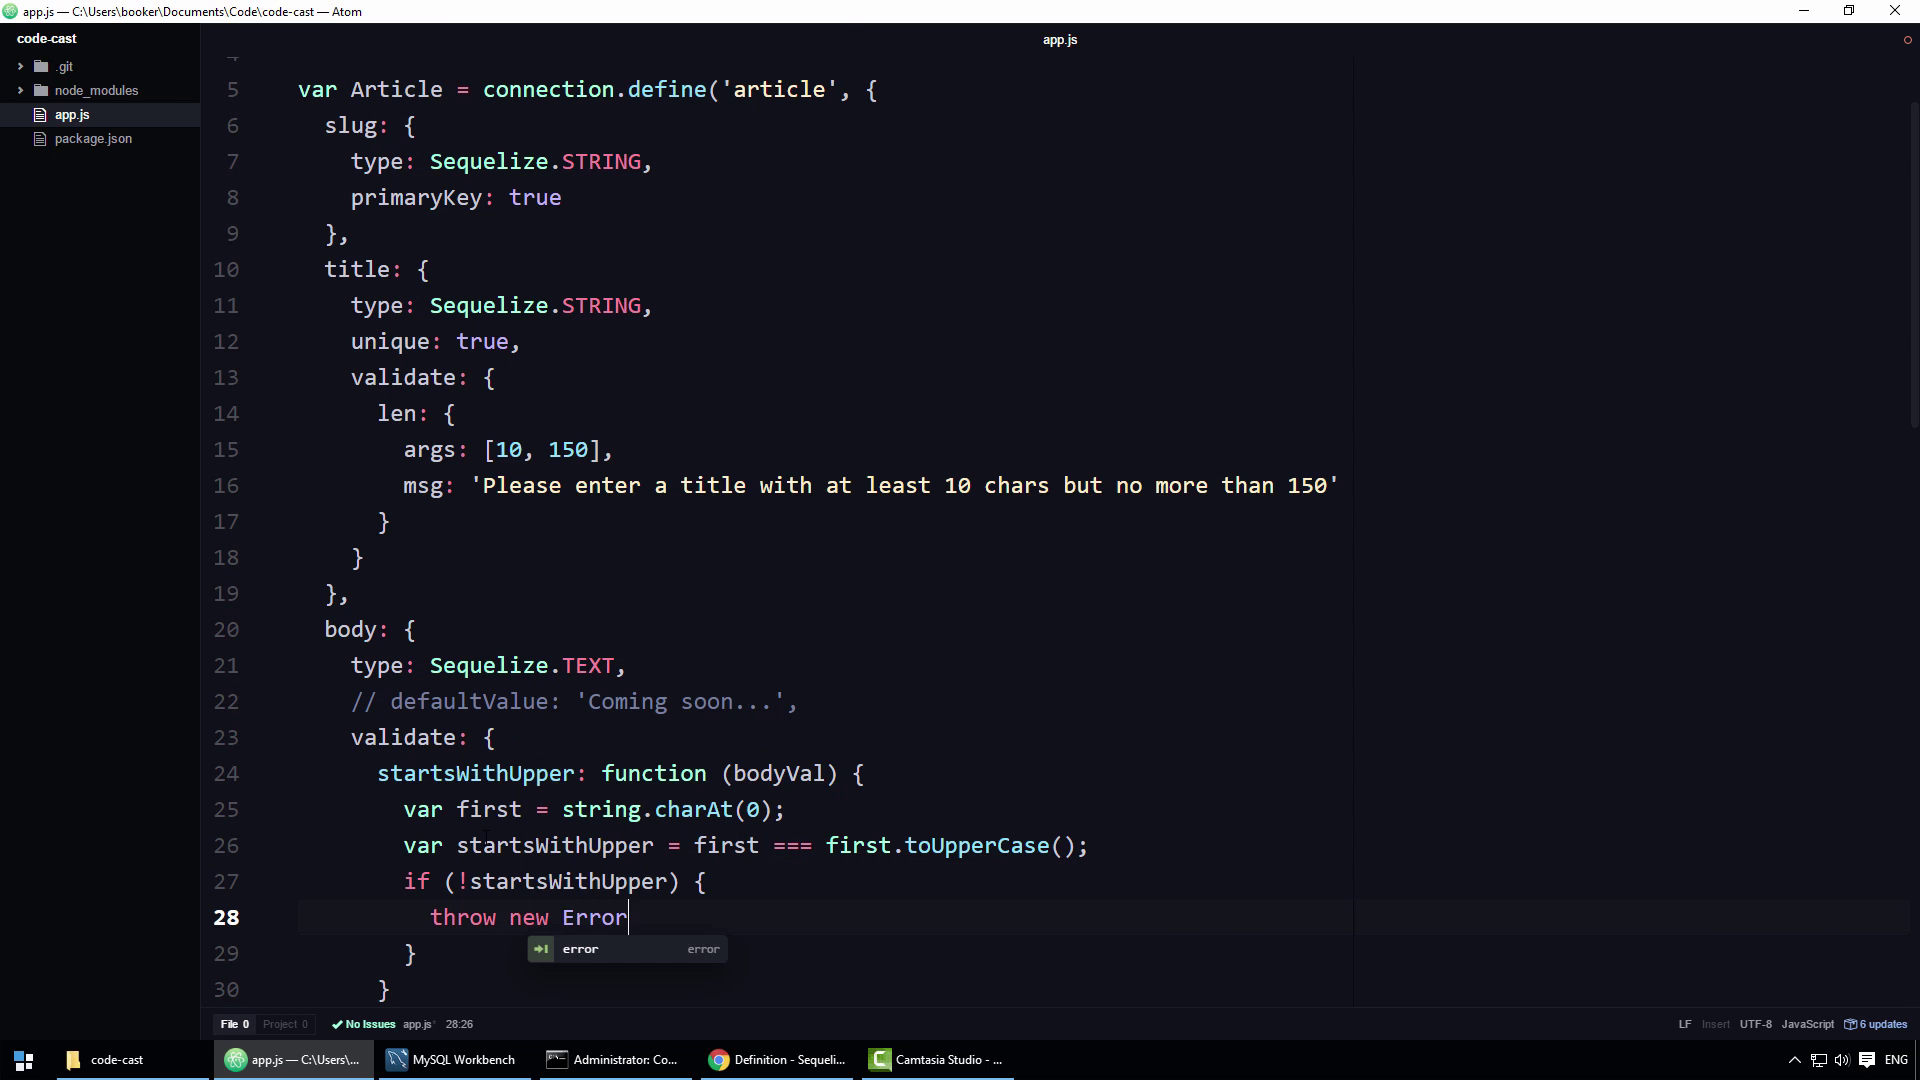 app.js — C:\Users\booker\Documents\Code\code-cast — Atom
code-cast
app.js
.git
node_modules
app.js
package.json
4
5 var Article = connection.define('article', {
6 slug: {
7 type: Sequelize.STRING,
8 primaryKey: true
9 },
10 title: {
11 type: Sequelize.STRING,
12 unique: true,
13 validate: {
14 len: {
15 args: [10, 150],
16 msg: 'Please enter a title with at least 10 chars but no more than 150'
17 }
18 }
19 },
20 body: {
21 type: Sequelize.TEXT,
22 // defaultValue: 'Coming soon...',
23 validate: {
24 startsWithUpper: function (bodyVal) {
25 var first = string.charAt(0);
26 var startsWithUpper = first === first.toUpperCase();
27 if (!startsWithUpper) {
28 throw new Error
error error
29 }
30 }
File 0 Project 0 No Issues app.js* 28:26 LF Insert UTF-8 JavaScript 6 updates
code-cast app.js — C:\Users\... MySQL Workbench Administrator: Co... Definition - Sequeli... Camtasia Studio - ... ENG